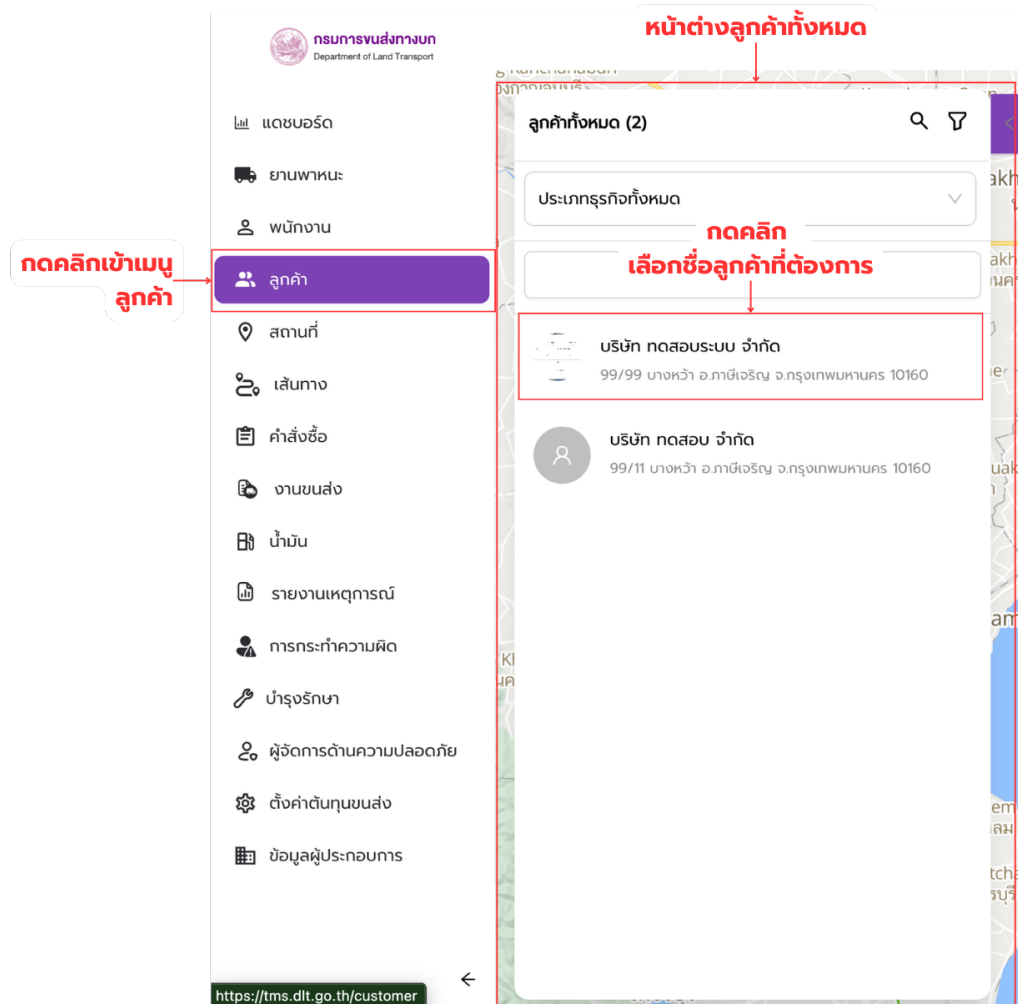 กรมการขนส่งทางบก
Department of Land Transport
แดชบอร์ด
ยานพาหนะ
พนักงาน
กดคลิกเข้าเมนู
ลูกค้า
ลูกค้า
สถานที่
เส้นทาง
คำสั่งซื้อ
งานขนส่ง
น้ำมัน
รายงานเหตุการณ์
การกระทำความผิด
บำรุงรักษา
ผู้จัดการด้านความปลอดภัย
ตั้งค่าต้นทุนขนส่ง
ข้อมูลผู้ประกอบการ
https://tms.dlt.go.th/customer
หน้าต่างลูกค้าทั้งหมด
ลูกค้าทั้งหมด (2)
ประเภทธุรกิจทั้งหมด
กดคลิก
เลือกชื่อลูกค้าที่ต้องการ
บริษัท ทดสอบระบบ จำกัด
99/99 บางหว้า อ.ภาษีเจริญ จ.กรุงเทพมหานคร 10160
บริษัท ทดสอบ จำกัด
99/11 บางหว้า อ.ภาษีเจริญ จ.กรุงเทพมหานคร 10160